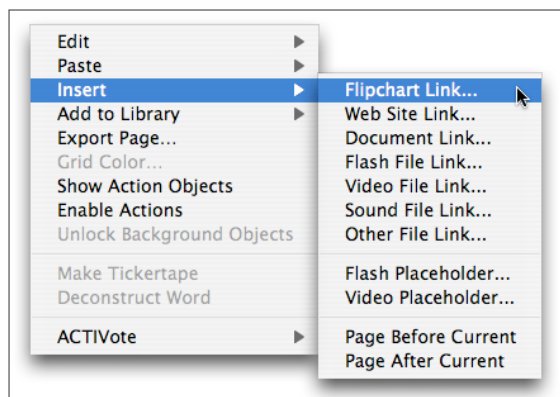 Edit
Paste
Insert
Add to Library
Export Page...
Grid Color...
Show Action Objects
Enable Actions
Unlock Background Objects
Make Tickertape
Deconstruct Word
ACTIVote
Flipchart Link...
Web Site Link...
Document Link...
Flash File Link...
Video File Link...
Sound File Link...
Other File Link...
Flash Placeholder...
Video Placeholder...
Page Before Current
Page After Current